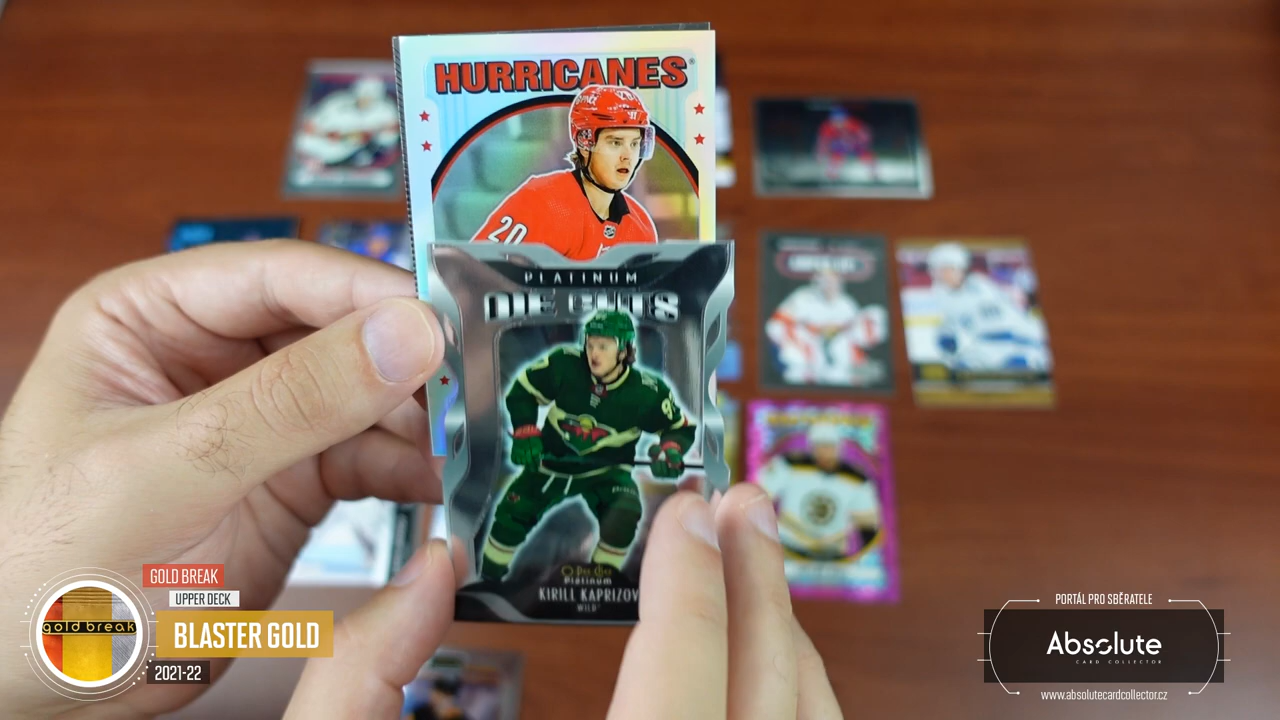 HURRICANES
20
PLATINUM
DIE CUTS
O-Pee-Chee
Platinum
KIRILL KAPRIZOV
WILD
GOLD BREAK
UPPER DECK
gold break
BLASTER GOLD
2021-22
PORTÁL PRO SBĚRATELE
Absolute
CARD COLLECTOR
www.absolutecardcollector.cz